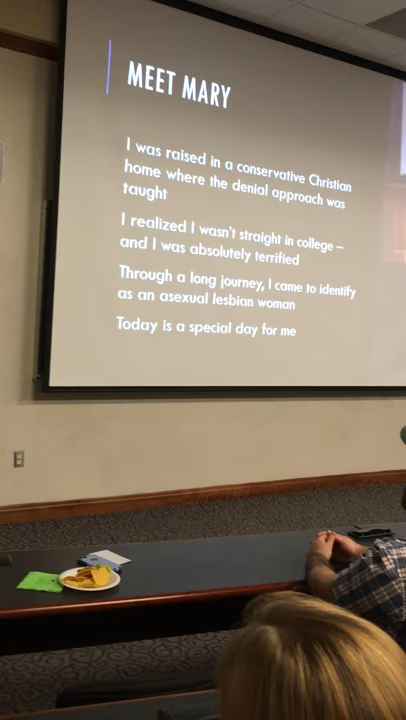 MEET MARY
I was raised in a conservative Christian
home where the denial approach was
taught
I realized I wasn't straight in college –
and I was absolutely terrified
Through a long journey, I came to identify
as an asexual lesbian woman
Today is a special day for me